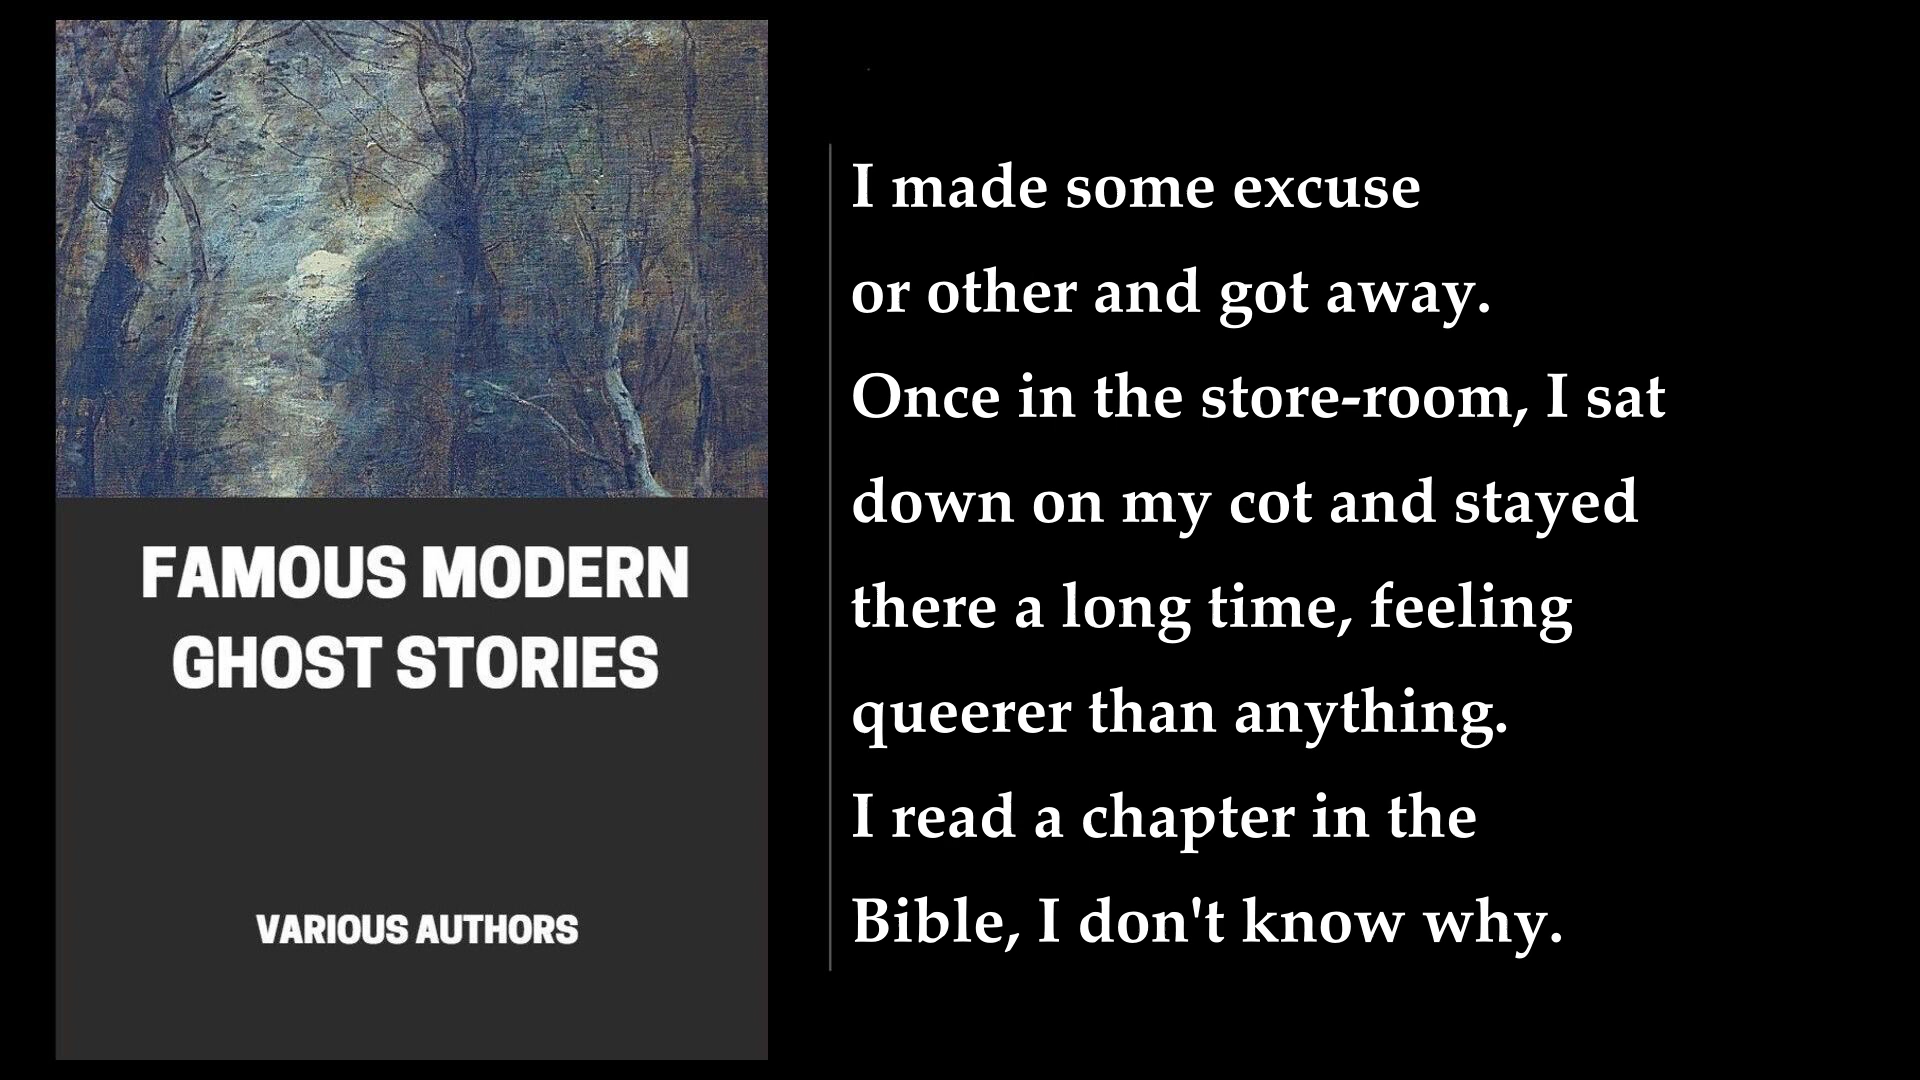 FAMOUS MODERN
GHOST STORIES
VARIOUS AUTHORS
I made some excuse
or other and got away.
Once in the store-room, I sat
down on my cot and stayed
there a long time, feeling
queerer than anything.
I read a chapter in the
Bible, I don't know why.